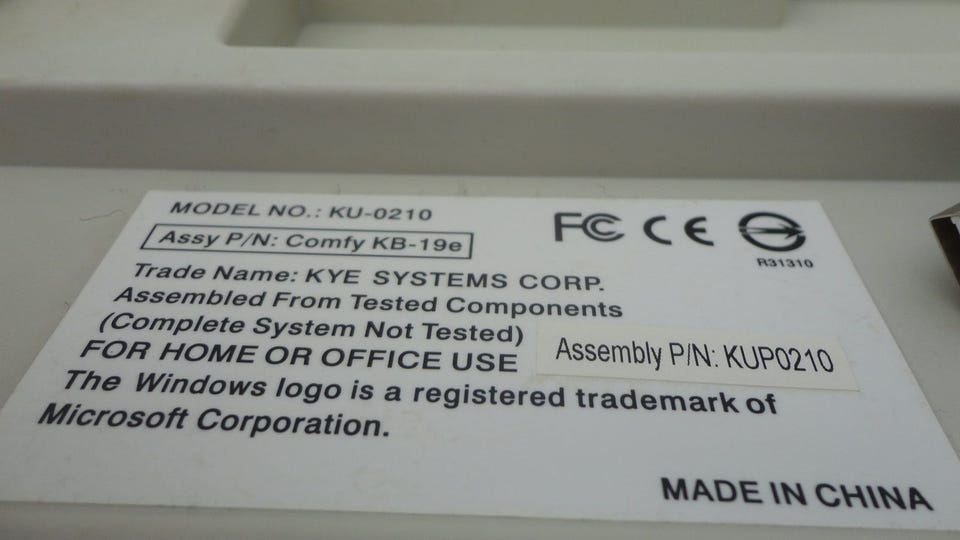 MODEL NO.: KU-0210
Assy P/N: Comfy KB-19e
FC CE
R31310
Trade Name: KYE SYSTEMS CORP.
Assembled From Tested Components
(Complete System Not Tested)
FOR HOME OR OFFICE USE
Assembly P/N: KUP0210
The Windows logo is a registered trademark of
Microsoft Corporation.
MADE IN CHINA